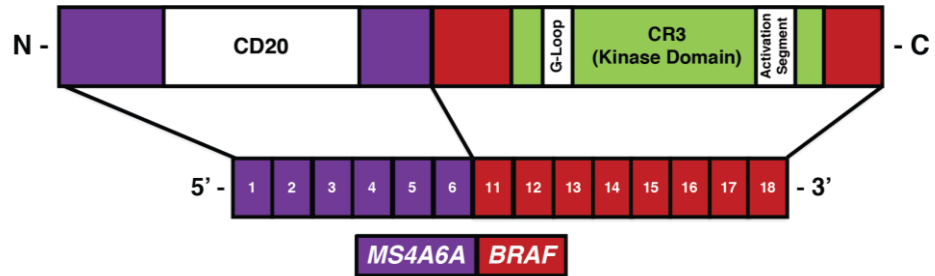 N - CD20 G-Loop CR3 (Kinase Domain) Activation Segment - C
5’ - 1 2 3 4 5 6 11 12 13 14 15 16 17 18 - 3’
MS4A6A BRAF